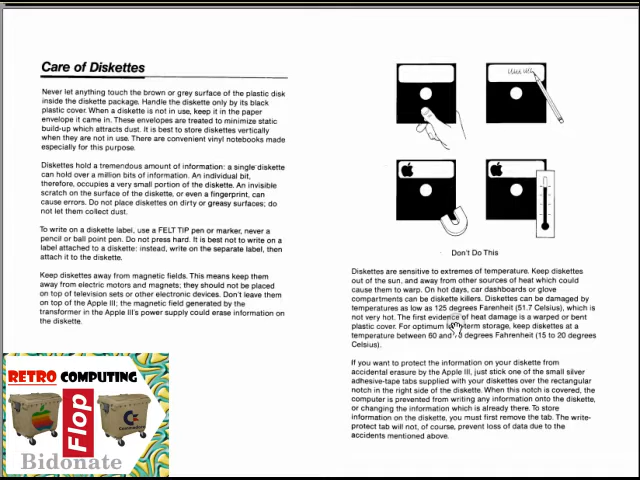 Care of Diskettes
Never let anything touch the brown or grey surface of the plastic disk
inside the diskette package. Handle the diskette only by its black
plastic cover. When a diskette is not in use, keep it in the paper
envelope it came in. These envelopes are treated to minimize static
build-up which attracts dust. It is best to store diskettes vertically
when they are not in use. There are convenient vinyl notebooks made
especially for this purpose.
Diskettes hold a tremendous amount of information: a single diskette
can hold over a million bits of information. An individual bit,
therefore, occupies a very small portion of the diskette. An invisible
scratch on the surface of the diskette, or even a fingerprint, can
cause errors. Do not place diskettes on dirty or greasy surfaces; do
not let them collect dust.
To write on a diskette label, use a FELT TIP pen or marker, never a
pencil or ball point pen. Do not press hard. It is best not to write on a
label attached to a diskette: instead, write on the separate label, then
attach it to the diskette.
Keep diskettes away from magnetic fields. This means keep them
away from electric motors and magnets; they should not be placed
on top of television sets or other electronic devices. Don't leave them
on top of the Apple III; the magnetic field generated by the
transformer in the Apple III's power supply could erase information on
the diskette.
Don't Do This
Diskettes are sensitive to extremes of temperature. Keep diskettes
out of the sun, and away from other sources of heat which could
cause them to warp. On hot days, car dashboards or glove
compartments can be diskette killers. Diskettes can be damaged by
temperatures as low as 125 degrees Farenheit (51.7 Celsius), which is
not very hot. The first evidence of heat damage is a warped or bent
plastic cover. For optimum term storage, keep diskettes at a
temperature between 60 and degrees Fahrenheit (15 to 20 degrees
Celsius).
If you want to protect the information on your diskette from
accidental erasure by the Apple III, just stick one of the small silver
adhesive-tape tabs supplied with your diskettes over the rectangular
notch in the right side of the diskette. When this notch is covered, the
computer is prevented from writing any information onto the diskette,
or changing the information which is already there. To store
information on the diskette, you must first remove the tab. The write-
protect tab will not, of course, prevent loss of data due to the
accidents mentioned above.
RETRO COMPUTING
Flop
Commodore
Bidonate